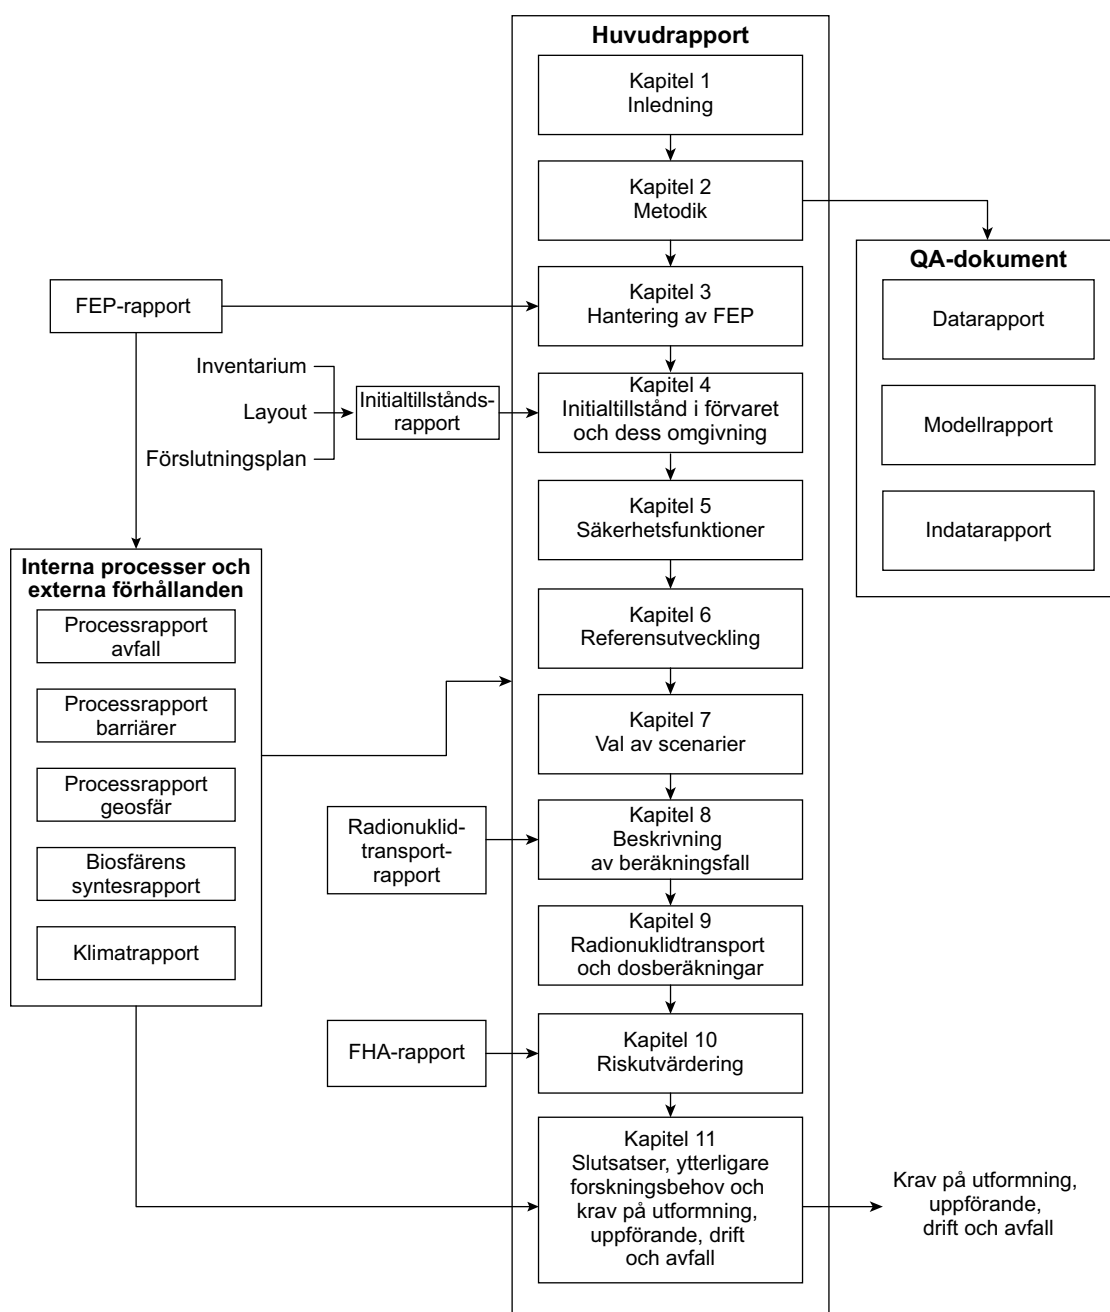 Huvudrapport
Kapitel 1
Inledning
Kapitel 2
Metodik
QA-dokument
Datarapport
Modellrapport
Indatarapport
FEP-rapport
Kapitel 3
Hantering av FEP
Inventarium
Layout
Förslutningsplan
Initialtillstånds-
rapport
Kapitel 4
Initialtillstånd i förvaret
och dess omgivning
Kapitel 5
Säkerhetsfunktioner
Interna processer och
externa förhållanden
Processrapport
avfall
Processrapport
barriärer
Processrapport
geosfär
Biosfärens
syntesrapport
Klimatrapport
Kapitel 6
Referensutveckling
Kapitel 7
Val av scenarier
Radionuklid-
transport-
rapport
Kapitel 8
Beskrivning
av beräkningsfall
Kapitel 9
Radionuklidtransport
och dosberäkningar
FHA-rapport
Kapitel 10
Riskutvärdering
Kapitel 11
Slutsatser, ytterligare
forskningsbehov och
krav på utformning,
uppförande, drift
och avfall
Krav på utformning,
uppförande,
drift och avfall